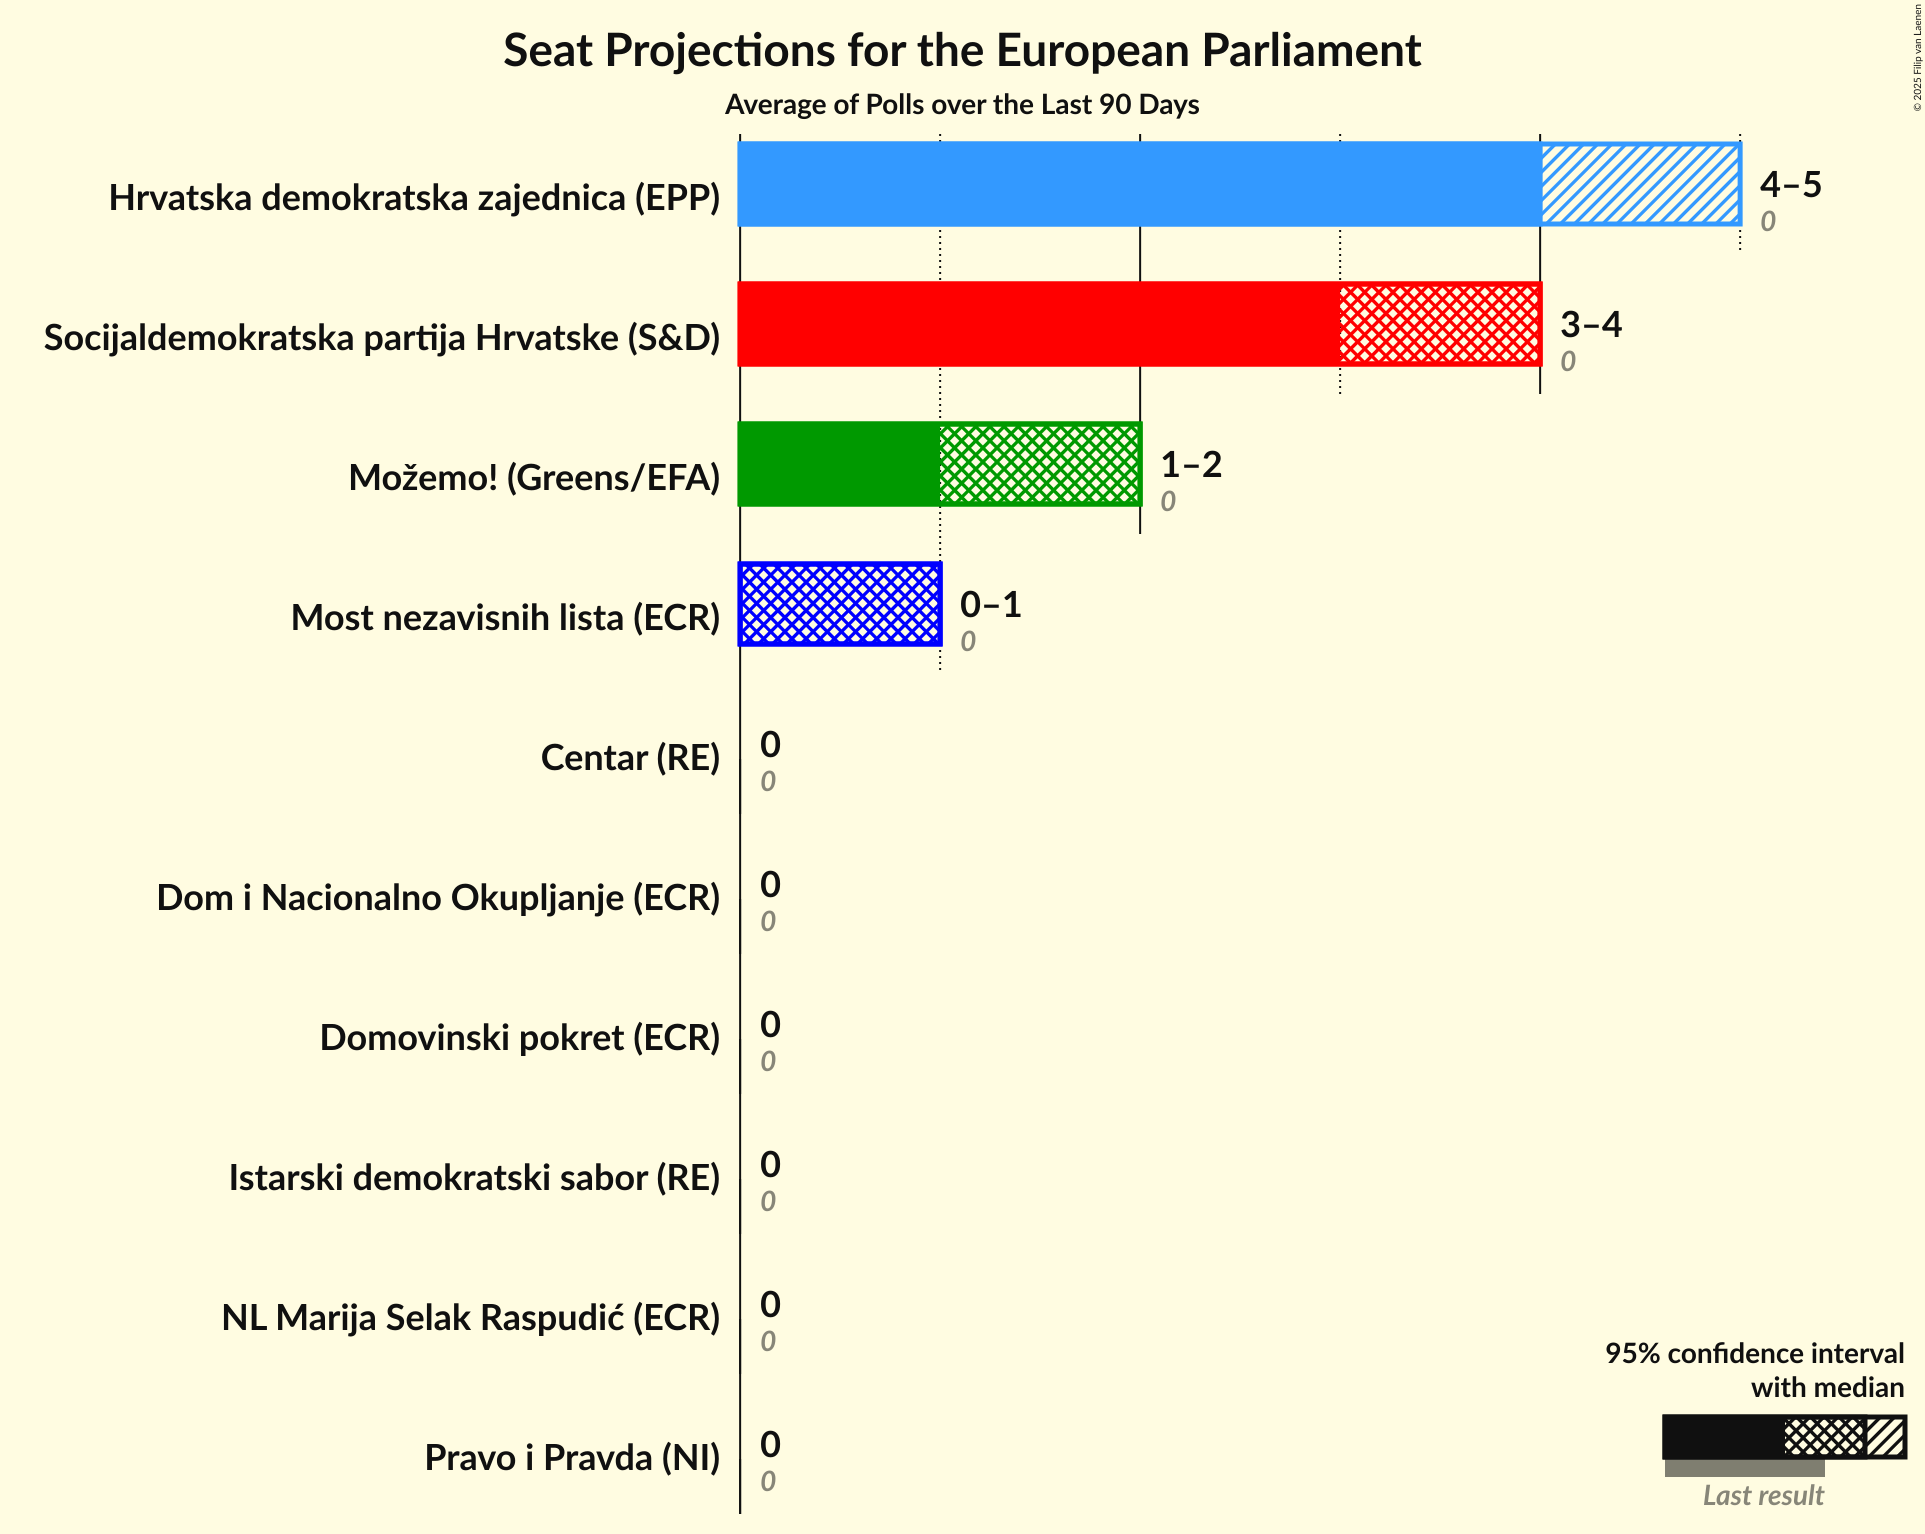 Seat Projections for the European Parliament
Average of Polls over the Last 90 Days
© 2025 Filip van Laenen
Hrvatska demokratska zajednica (EPP)
4–5
0
Socijaldemokratska partija Hrvatske (S&D)
3–4
0
Možemo! (Greens/EFA)
1–2
0
Most nezavisnih lista (ECR)
0–1
0
Centar (RE)
0
0
Dom i Nacionalno Okupljanje (ECR)
0
0
Domovinski pokret (ECR)
0
0
Istarski demokratski sabor (RE)
0
0
NL Marija Selak Raspudić (ECR)
0
0
Pravo i Pravda (NI)
0
0
95% confidence interval
with median
Last result